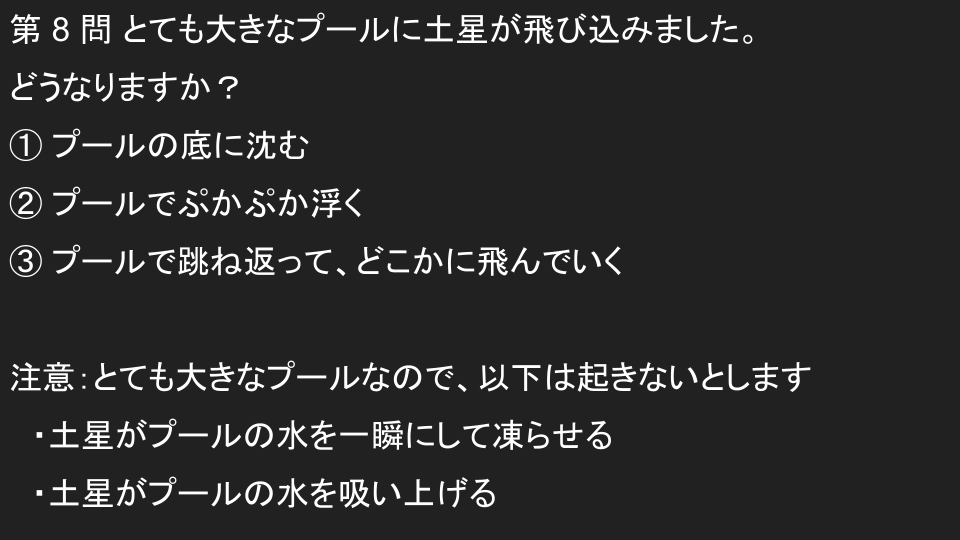 第 8 問 とても大きなプールに土星が飛び込みました。
どうなりますか？
① プールの底に沈む
② プールでぷかぷか浮く
③ プールで跳ね返って、どこかに飛んでいく
注意：とても大きなプールなので、以下は起きないとします
・土星がプールの水を一瞬にして凍らせる
・土星がプールの水を吸い上げる